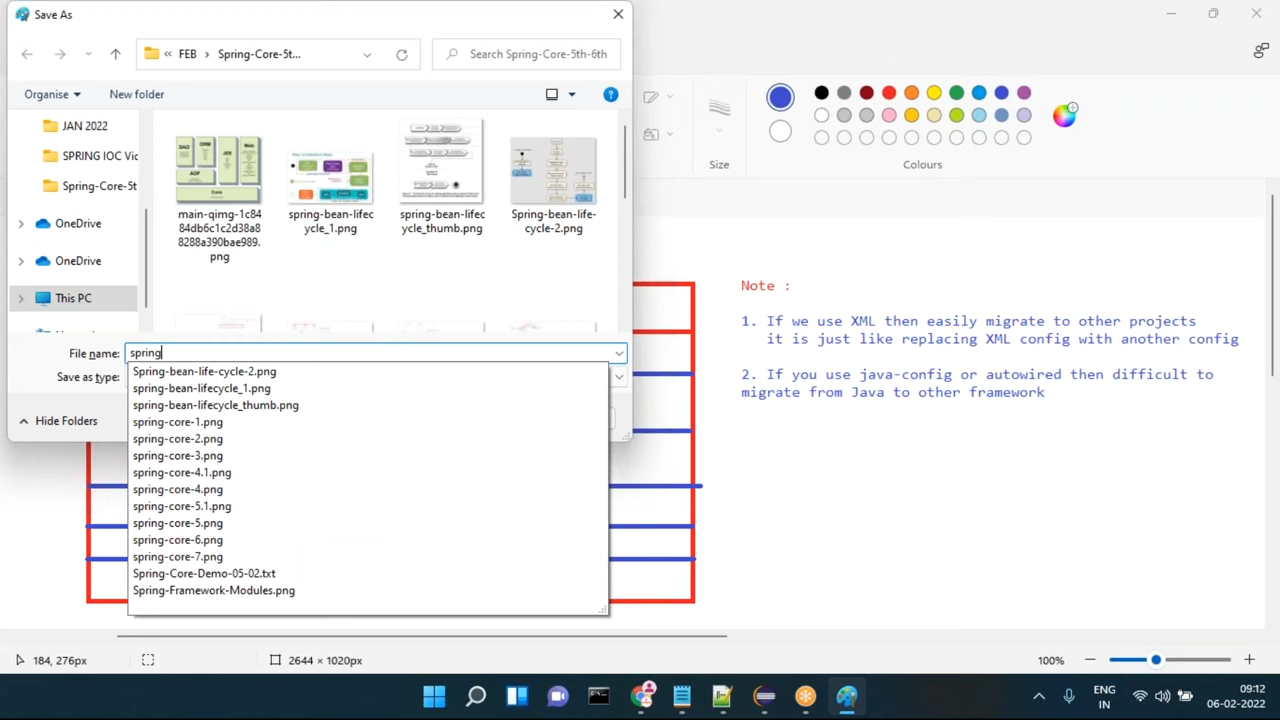 Save As
FEB
Spring-Core-5t...
Search Spring-Core-5th-6th
Organise
New folder
JAN 2022
SPRING IOC Vic
Spring-Core-5t
OneDrive
OneDrive
This PC
main-qimg-1c84
84db6c1c2d38a8
8288a390bae989.
png
spring-bean-lifec
ycle_1.png
spring-bean-lifec
ycle_thumb.png
Spring-bean-life-
cycle-2.png
File name:
spring
Save as type:
Hide Folders
Spring-bean-life-cycle-2.png
spring-bean-lifecycle_1.png
spring-bean-lifecycle_thumb.png
spring-core-1.png
spring-core-2.png
spring-core-3.png
spring-core-4.1.png
spring-core-4.png
spring-core-5.1.png
spring-core-5.png
spring-core-6.png
spring-core-7.png
Spring-Core-Demo-05-02.txt
Spring-Framework-Modules.png
Size
Colours
Note :
1. If we use XML then easily migrate to other projects
it is just like replacing XML config with another config
2. If you use java-config or autowired then difficult to
migrate from Java to other framework
184, 276px
2644 × 1020px
100%
ENG
IN
09:12
06-02-2022